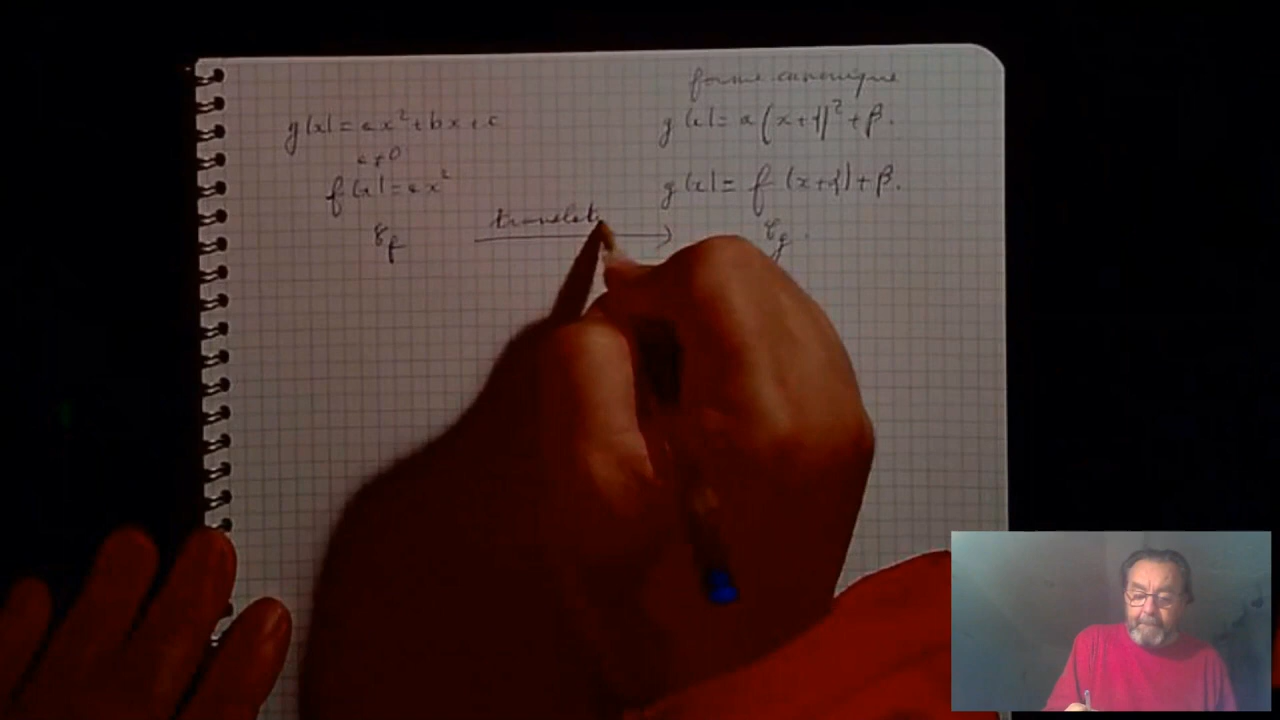 forme canonique
g(x) = ax² + bx + c
g(x) = a(x+α)² + β.
a ≠ 0
f(x) = ax²
g(x) = f(x+α) + β.
translat
𝒞f
𝒞g.